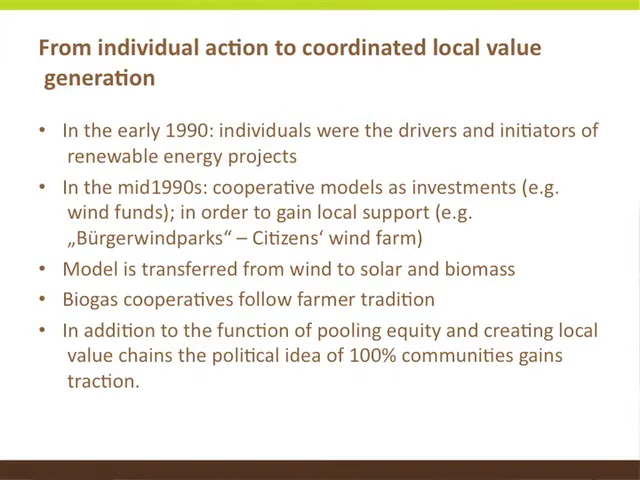 From individual action to coordinated local value
generation
• In the early 1990: individuals were the drivers and initiators of
renewable energy projects
• In the mid1990s: cooperative models as investments (e.g.
wind funds); in order to gain local support (e.g.
„Bürgerwindparks“ – Citizens‘ wind farm)
• Model is transferred from wind to solar and biomass
• Biogas cooperatives follow farmer tradition
• In addition to the function of pooling equity and creating local
value chains the political idea of 100% communities gains
traction.